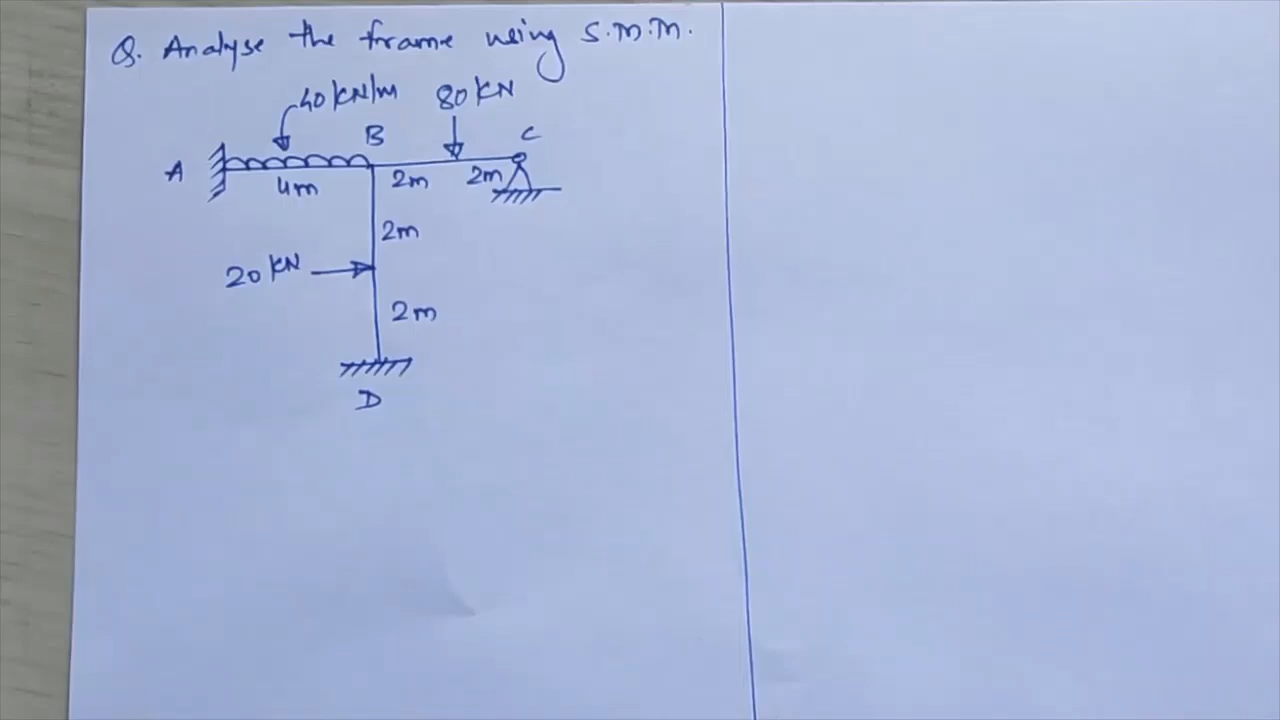 Q. Analyse the frame using S.M.M.
40 kN/m 80 KN
B C
A
4m 2m 2m
2m
20 KN
2m
D